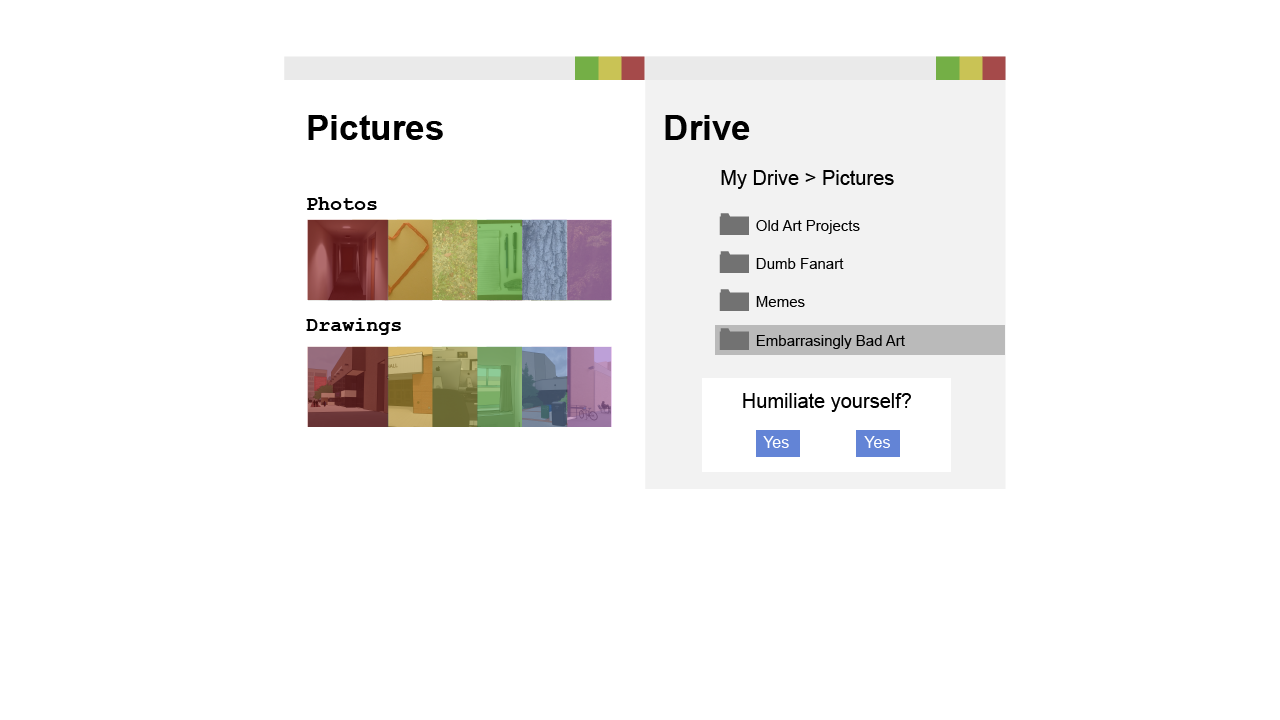 Pictures
Photos
Drawings
Drive
My Drive > Pictures
Old Art Projects
Dumb Fanart
Memes
Embarrasingly Bad Art
Humiliate yourself?
Yes Yes